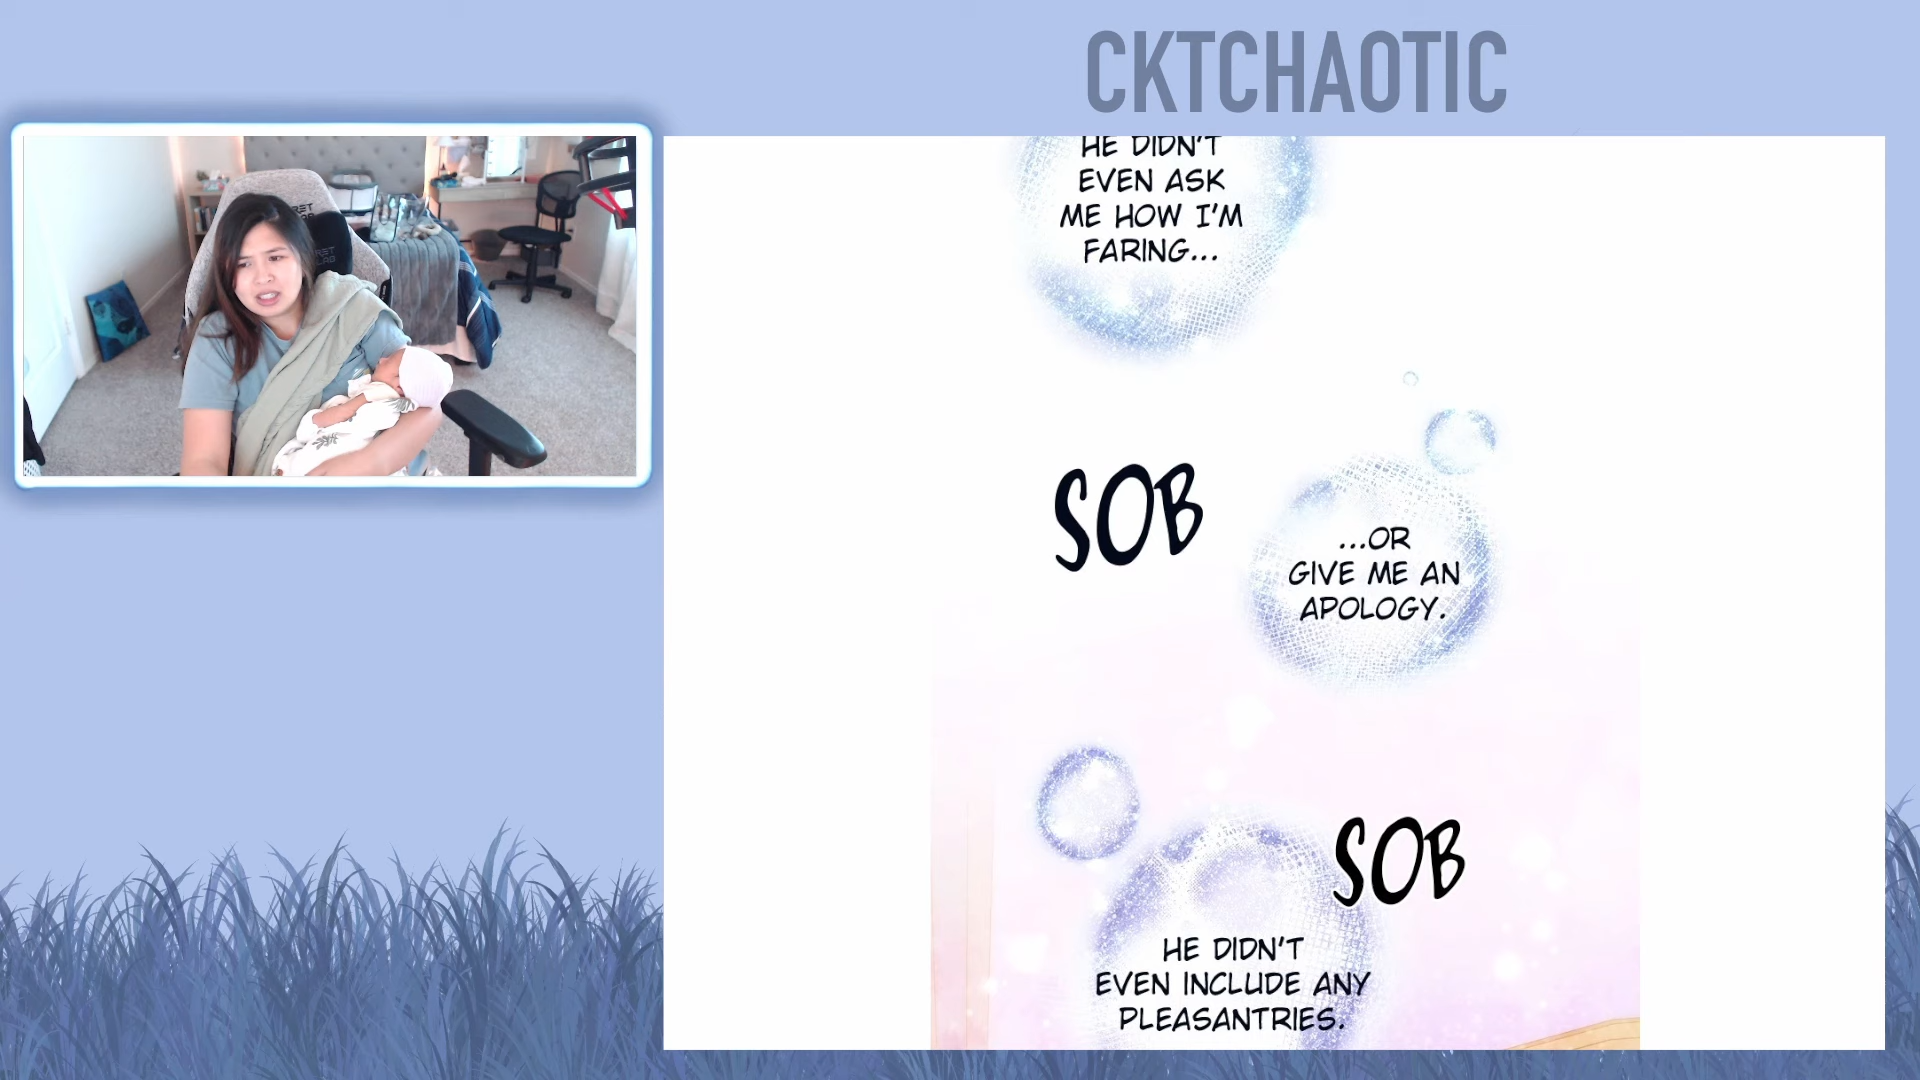 CKTCHAOTIC
HE DIDN'T
EVEN ASK
ME HOW I'M
FARING...
SOB
...OR
GIVE ME AN
APOLOGY.
SOB
HE DIDN'T
EVEN INCLUDE ANY
PLEASANTRIES.